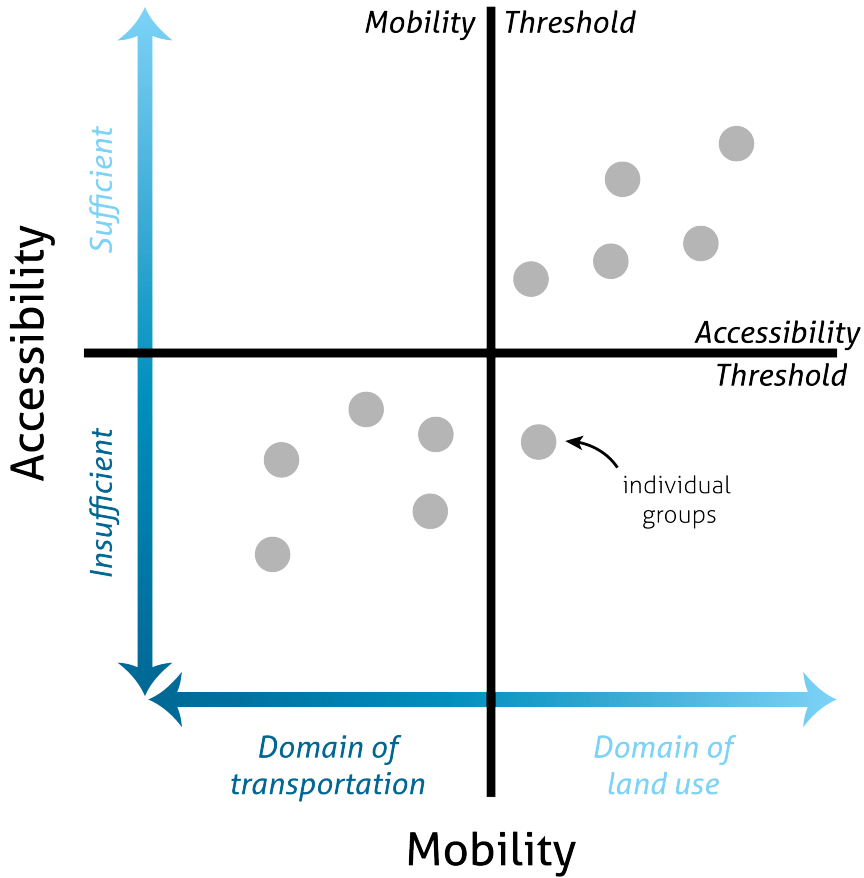 Mobility Threshold
Sufficient
Accessibility
Accessibility
Threshold
Insufficient
individual
groups
Domain of
transportation
Domain of
land use
Mobility